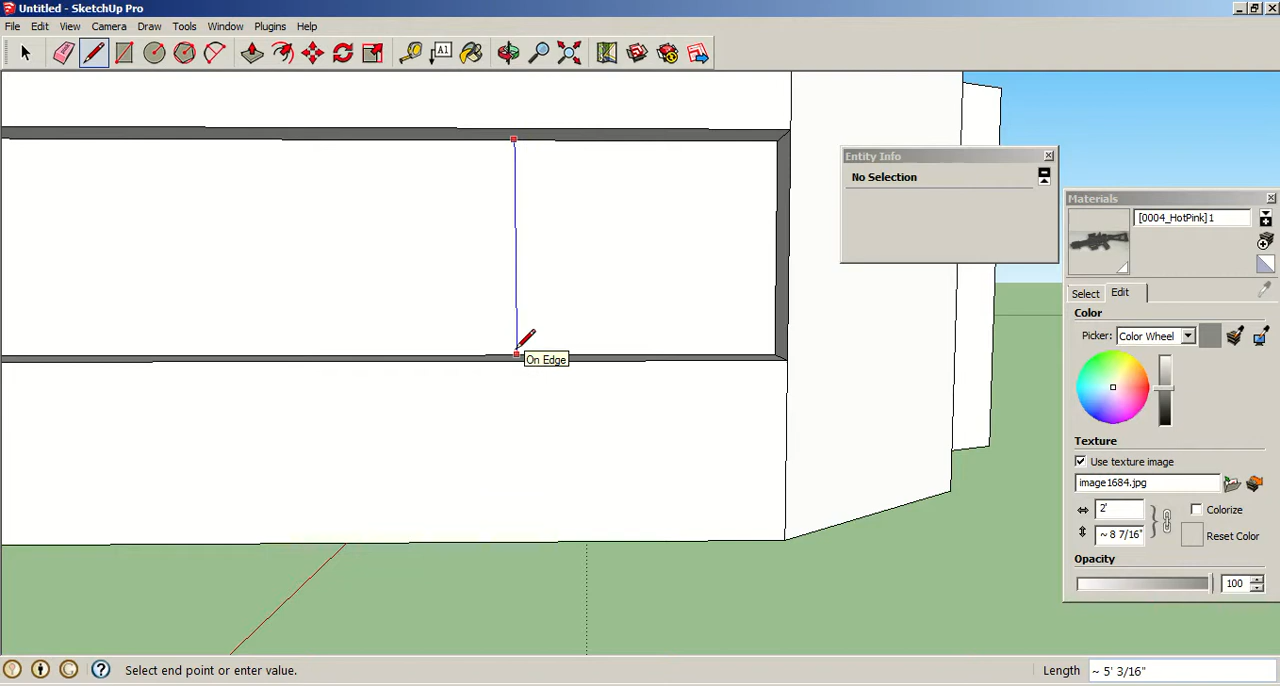 Untitled - SketchUp Pro
File Edit View Camera Draw Tools Window Plugins Help
A1
Entity Info
No Selection
Materials
[0004_HotPink]1
Select Edit
Color
Picker: Color Wheel
Texture
Use texture image
image1684.jpg
2' Colorize
~ 8 7/16" Reset Color
Opacity
100
On Edge
Select end point or enter value. Length ~ 5' 3/16"